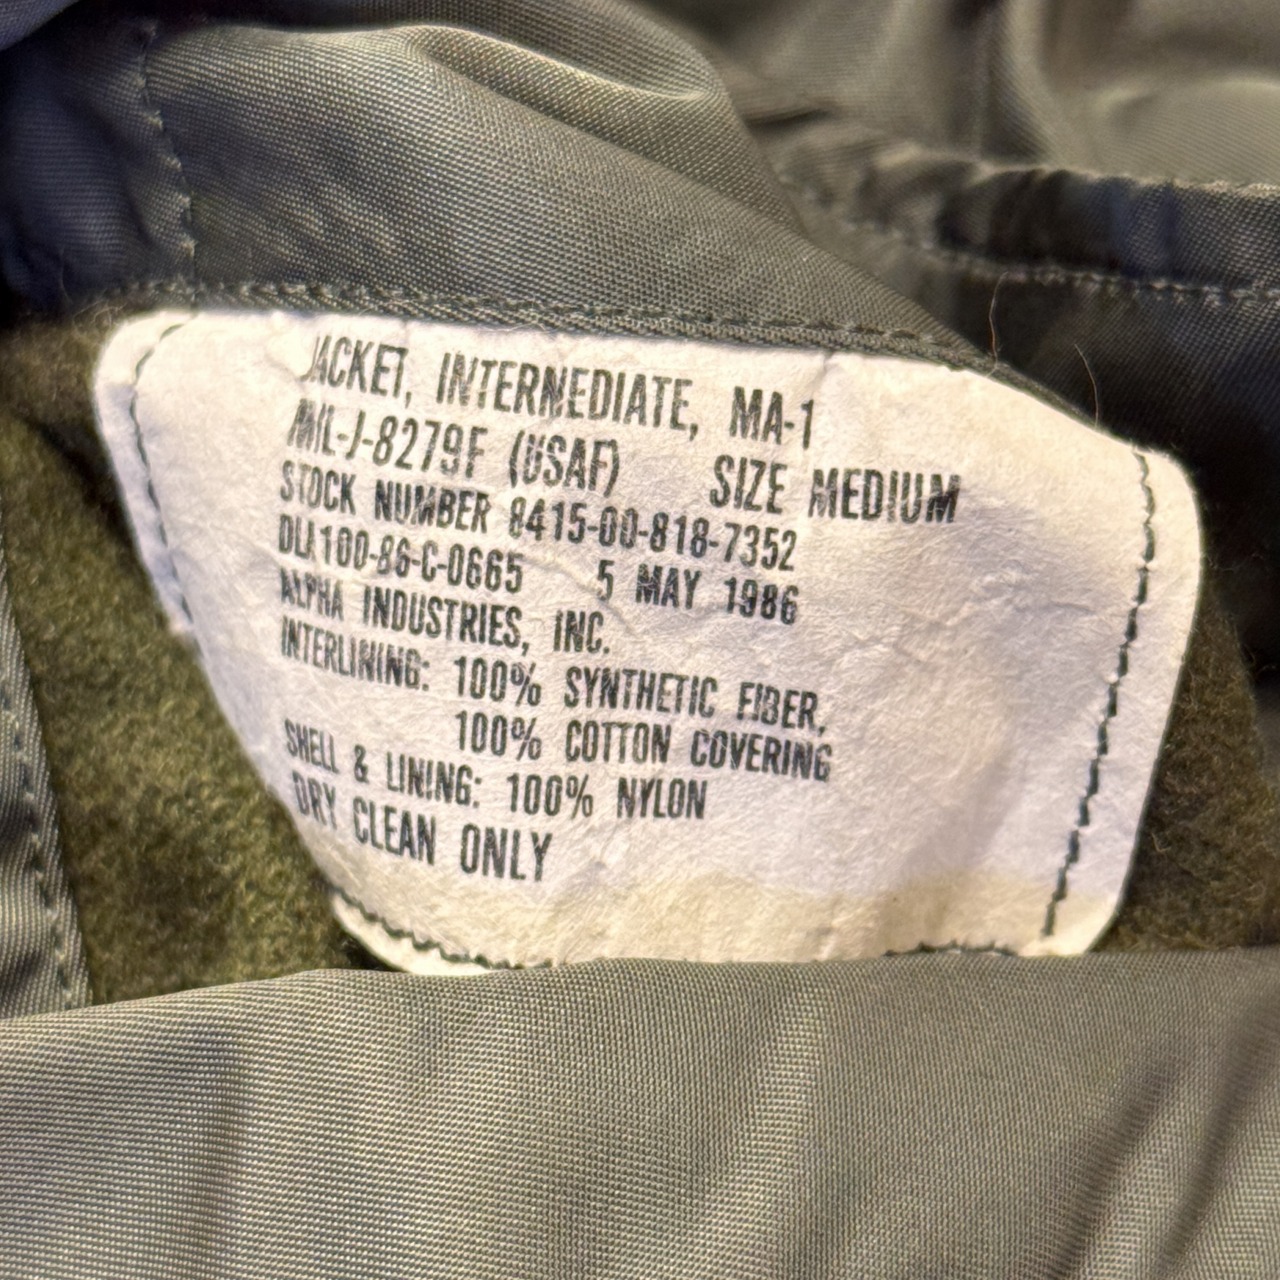 JACKET, INTERMEDIATE, MA-1
MIL-J-8279F (USAF) SIZE MEDIUM
STOCK NUMBER 8415-00-818-7352
DLA100-86-C-0665 5 MAY 1986
ALPHA INDUSTRIES, INC.
INTERLINING: 100% SYNTHETIC FIBER,
100% COTTON COVERING
SHELL & LINING: 100% NYLON
DRY CLEAN ONLY